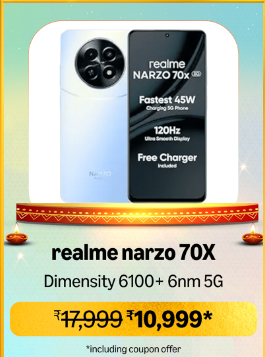 realme
NARZO 70x 5G
Fastest 45W
Charging 5G Phone
120Hz
Ultra Smooth Display
Free Charger
Included
realme narzo 70X
Dimensity 6100+ 6nm 5G
₹17,999 ₹10,999*
*including coupon offer